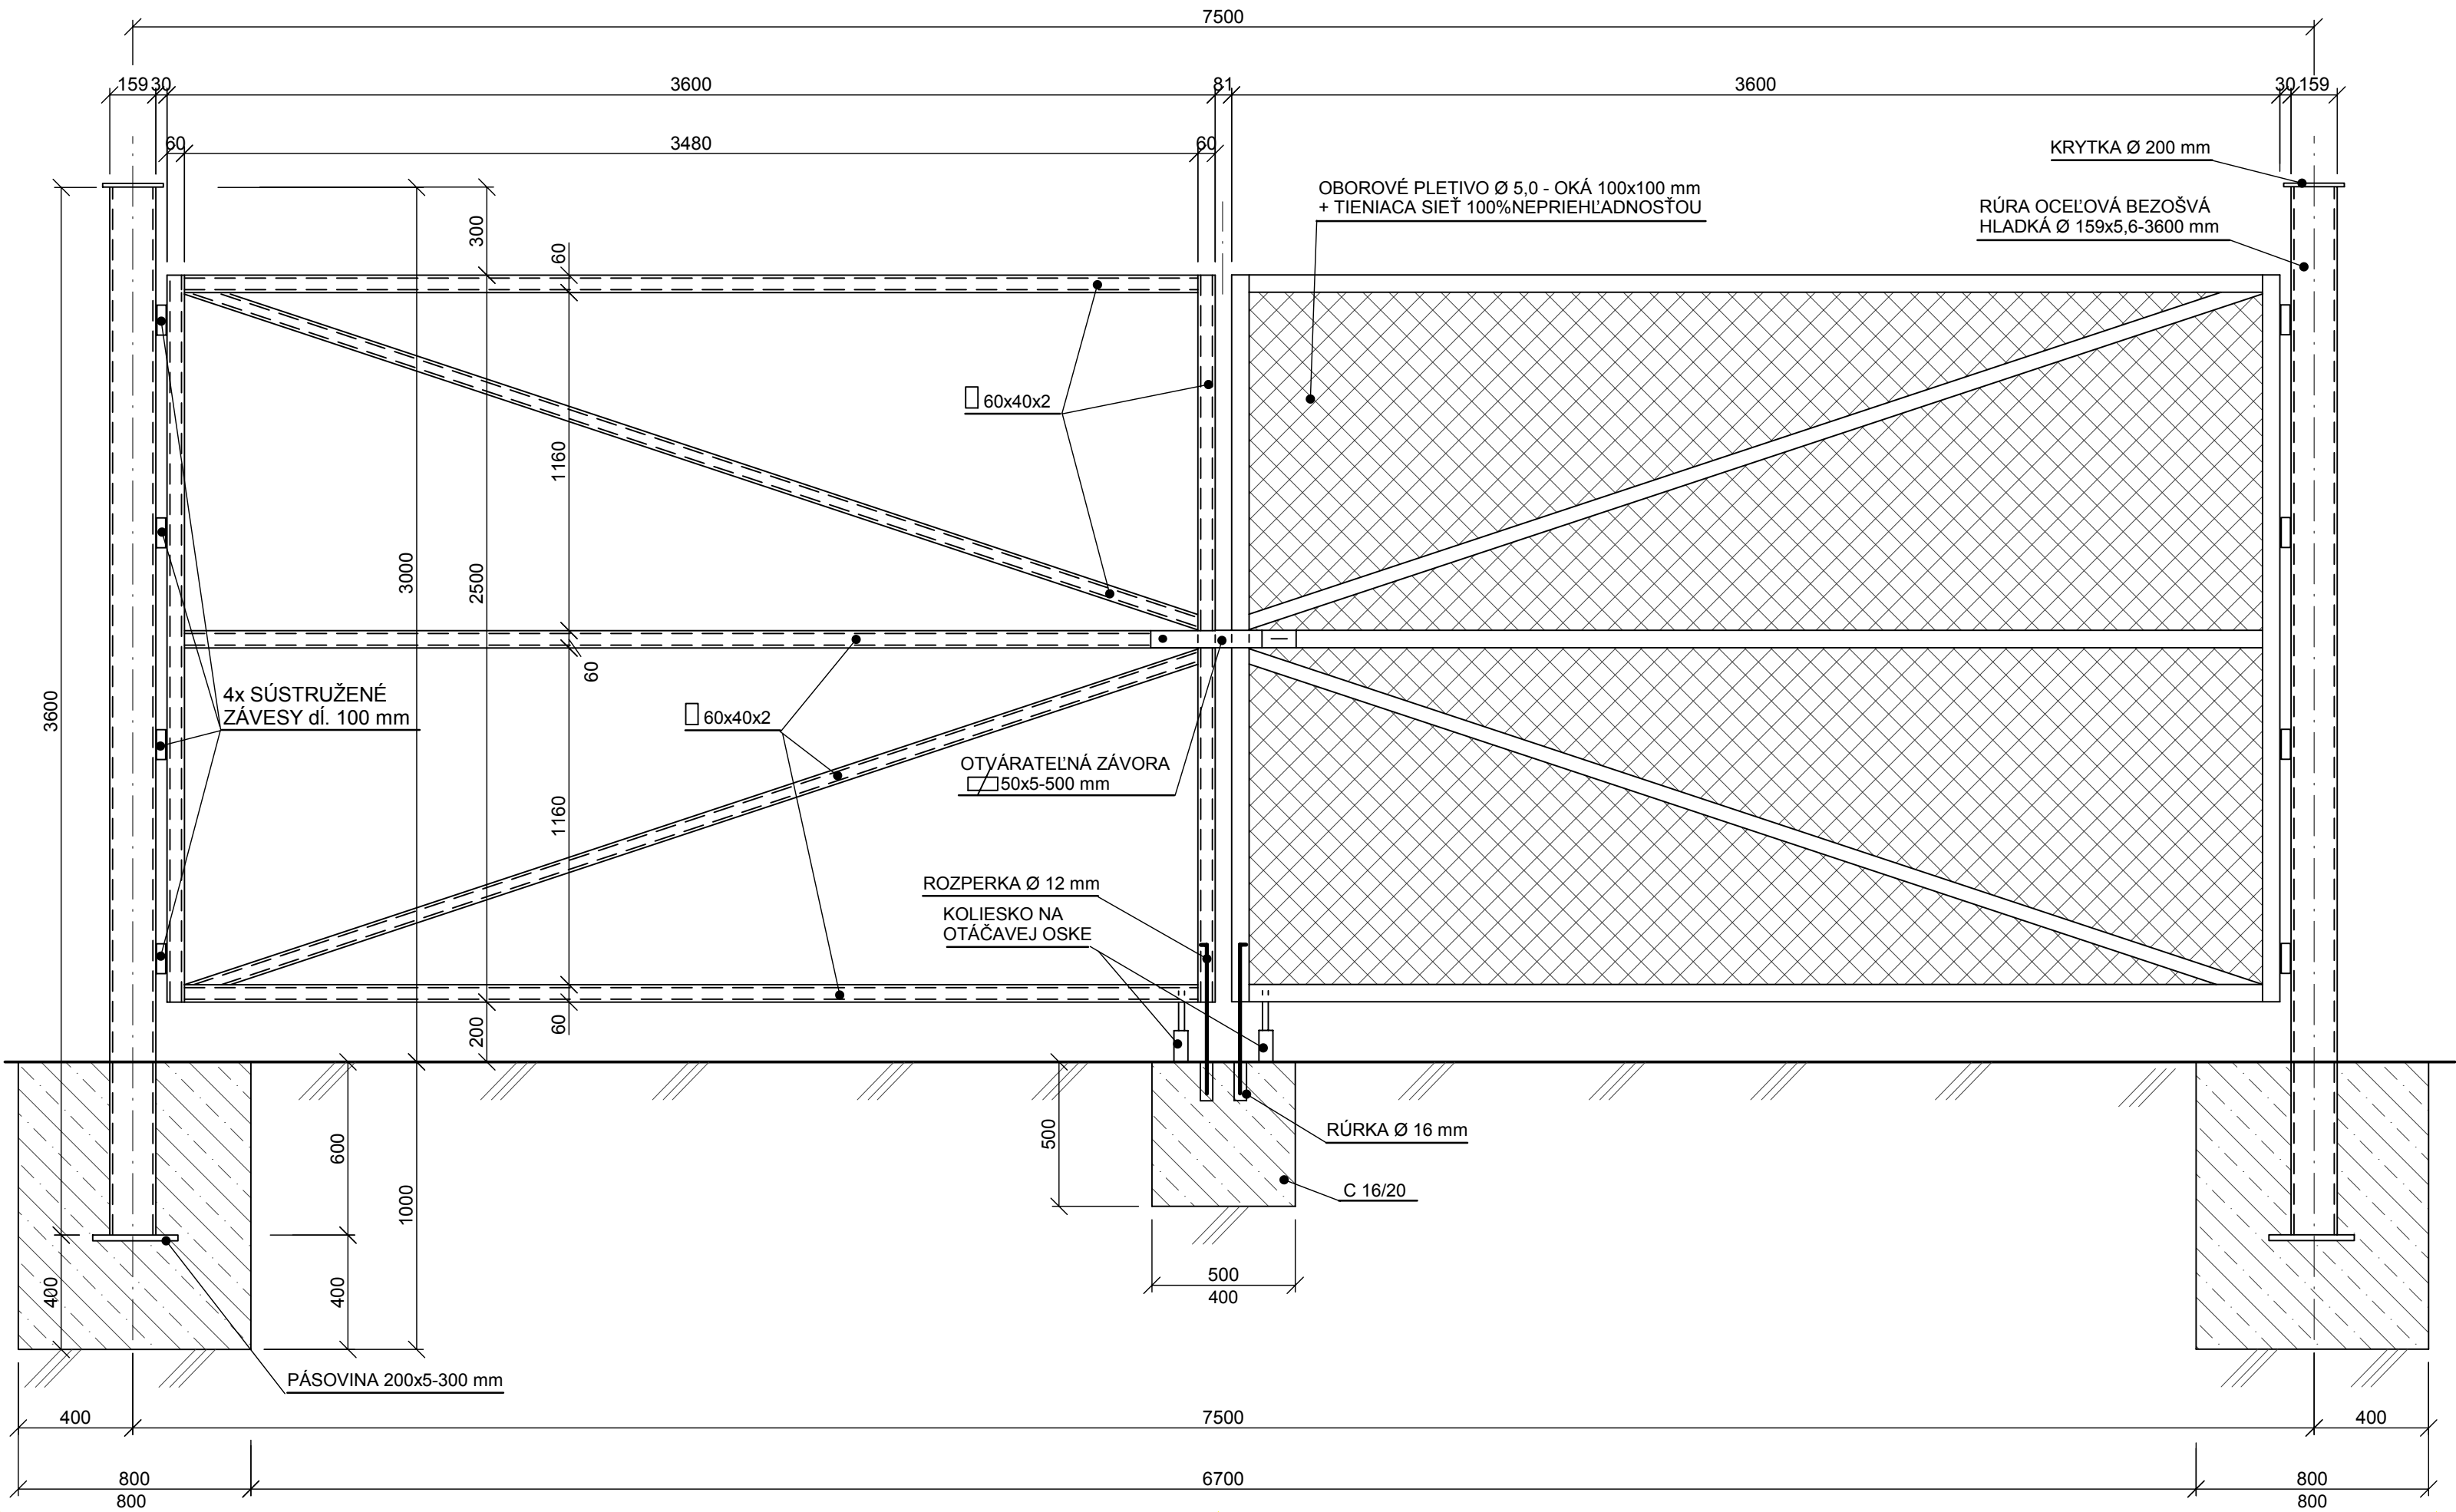 7500
159 30 3600 81 3600 30 159
60 3480 60
KRYTKA Ø 200 mm
OBOROVÉ PLETIVO Ø 5,0 - OKÁ 100x100 mm
+ TIENIACA SIEŤ 100%NEPRIEHĽADNOSŤOU
RÚRA OCEĽOVÁ BEZOŠVÁ
HLADKÁ Ø 159x5,6-3600 mm
300
60
60x40x2
1160
3000
2500
60
3600
4x SÚSTRUŽENÉ
ZÁVESY dĺ. 100 mm
60x40x2
OTVÁRATEĽNÁ ZÁVORA
50x5-500 mm
1160
ROZPERKA Ø 12 mm
KOLIESKO NA
OTÁČAVEJ OSKE
200
60
600
500
RÚRKA Ø 16 mm
1000
C 16/20
400
400
500
400
PÁSOVINA 200x5-300 mm
400 7500 400
800 6700 800
800 800